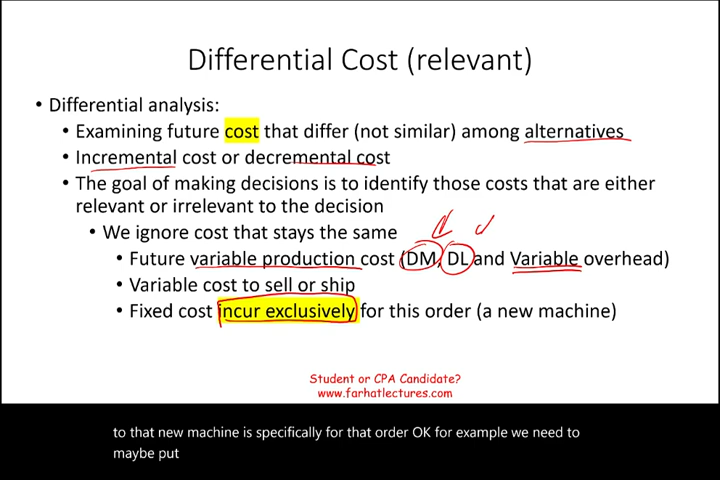 Differential Cost (relevant)
• Differential analysis:
• Examining future cost that differ (not similar) among alternatives
• Incremental cost or decremental cost
• The goal of making decisions is to identify those costs that are either
relevant or irrelevant to the decision
• We ignore cost that stays the same
• Future variable production cost (DM, DL and Variable overhead)
• Variable cost to sell or ship
• Fixed cost incur exclusively for this order (a new machine)
Student or CPA Candidate?
www.farhatlectures.com
to that new machine is specifically for that order OK for example we need to
maybe put